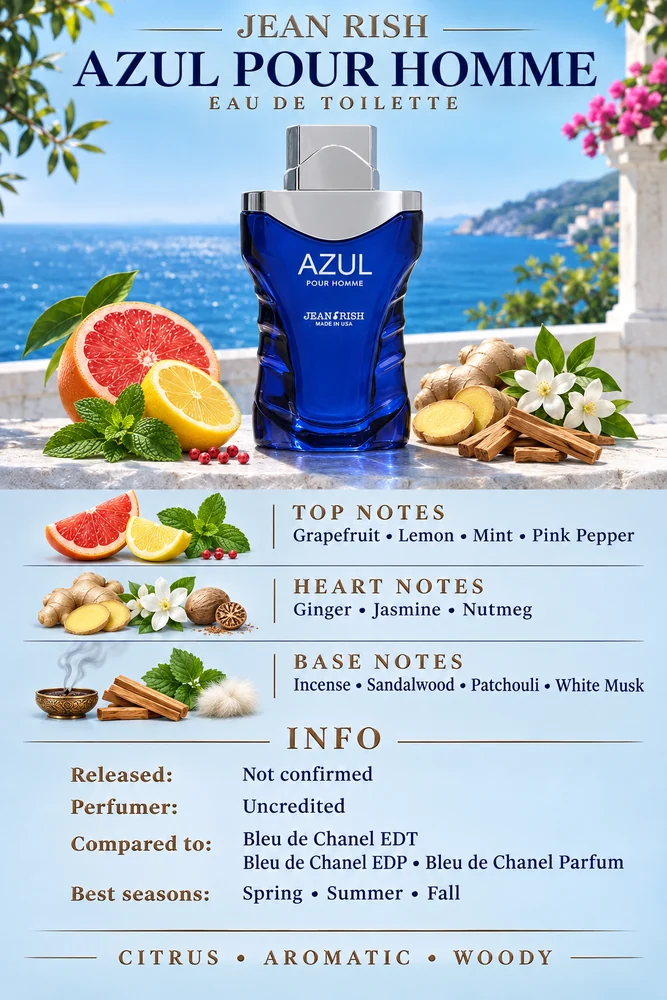 JEAN RISH
AZUL POUR HOMME
EAU DE TOILETTE
AZUL
POUR HOMME
JEAN RISH
MADE IN USA
TOP NOTES
Grapefruit • Lemon • Mint • Pink Pepper
HEART NOTES
Ginger • Jasmine • Nutmeg
BASE NOTES
Incense • Sandalwood • Patchouli • White Musk
INFO
Released: Not confirmed
Perfumer: Uncredited
Compared to: Bleu de Chanel EDT
Bleu de Chanel EDP • Bleu de Chanel Parfum
Best seasons: Spring • Summer • Fall
CITRUS • AROMATIC • WOODY